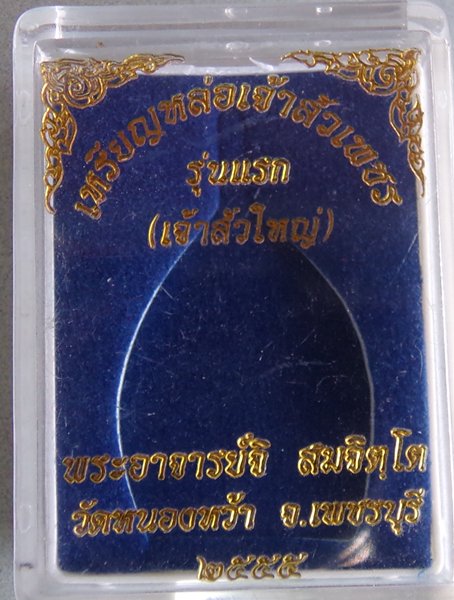 เหรียญหล่อเจ้าสัวเพชร
รุ่นแรก
(เจ้าสัวใหญ่)
พระอาจารย์จิ สมจิตฺโต
วัดหนองหว้า จ.เพชรบุรี
๒๕๕๕